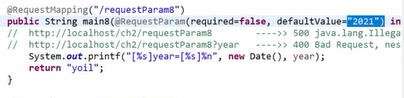 @RequestMapping("/requestParam8")
public String main8(@RequestParam(required=false, defaultValue="2021") in
// http://localhost/ch2/requestParam8 ---->> 500 java.lang.Illega
// http://localhost/ch2/requestParam8?year ---->> 400 Bad Request, nes
System.out.printf("[%s]year=[%s]%n", new Date(), year);
return "yoil";
}